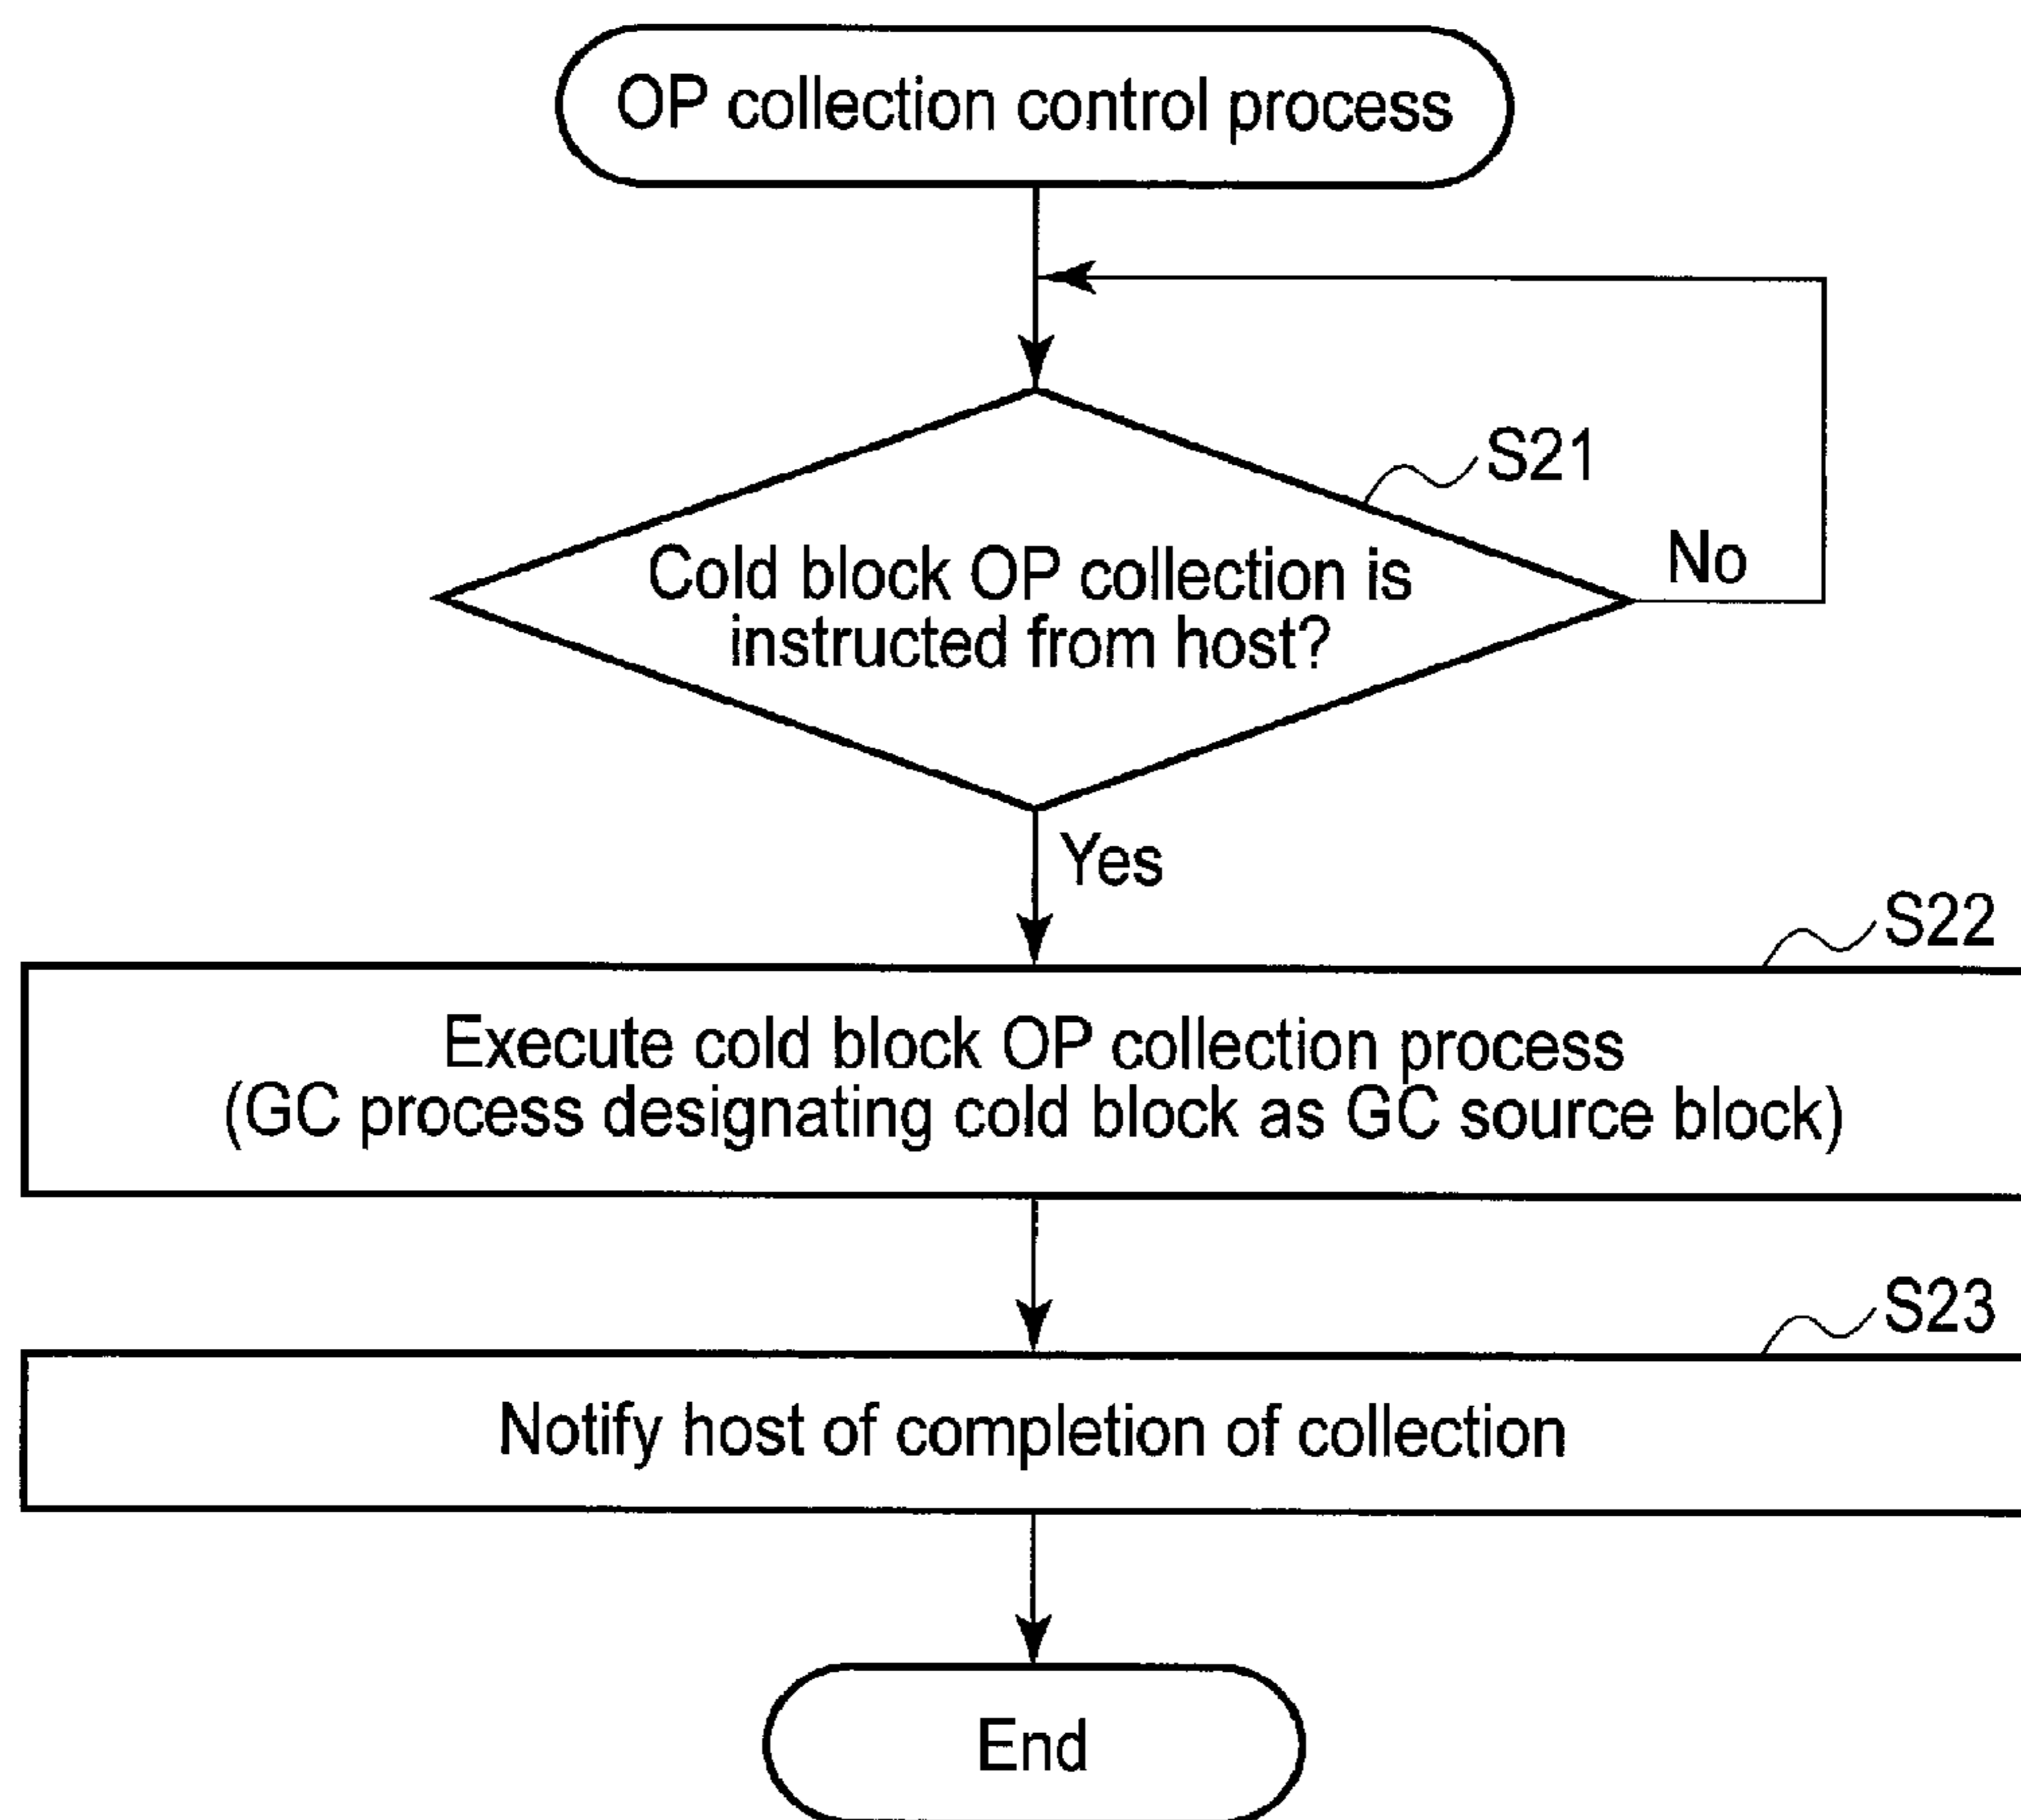 OP collection control process
S21
Cold block OP collection is
instructed from host?
No
Yes
S22
Execute cold block OP collection process
(GC process designating cold block as GC source block)
S23
Notify host of completion of collection
End